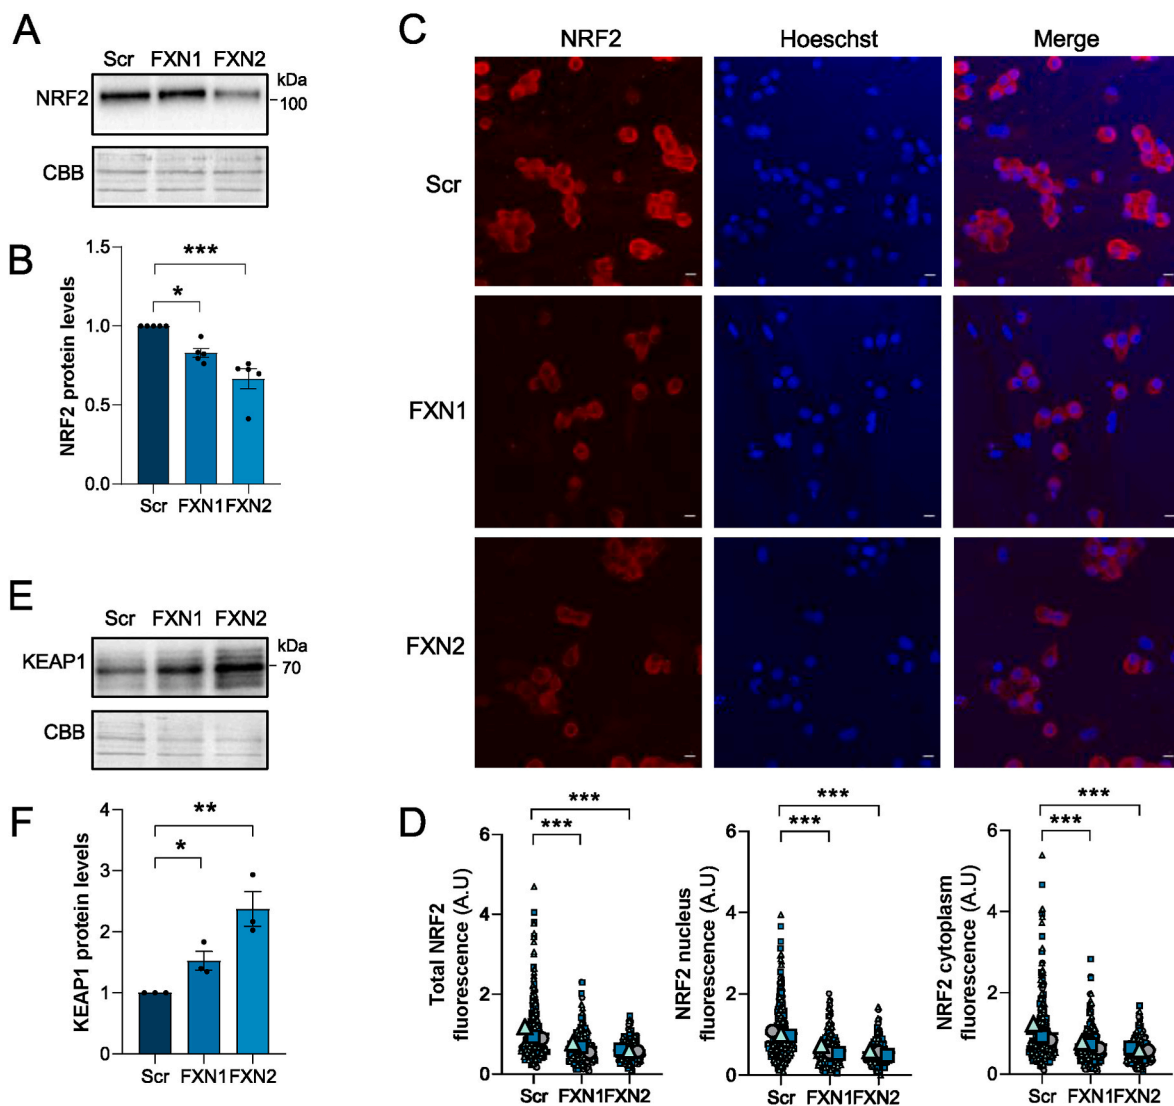 A
Scr FXN1 FXN2
kDa
NRF2
100
CBB
B
NRF2 protein levels
1.5
1.0
0.5
0.0
***
*
Scr FXN1 FXN2
C
NRF2 Hoeschst Merge
Scr
FXN1
FXN2
E
Scr FXN1 FXN2
kDa
KEAP1
70
CBB
F
KEAP1 protein levels
4
3
2
1
0
**
*
Scr FXN1 FXN2
D
Total NRF2
fluorescence (A.U)
6
4
2
0
***
***
Scr FXN1 FXN2
NRF2 nucleus
fluorescence (A.U)
6
4
2
0
***
***
Scr FXN1 FXN2
NRF2 cytoplasm
fluorescence (A.U)
6
4
2
0
***
***
Scr FXN1 FXN2